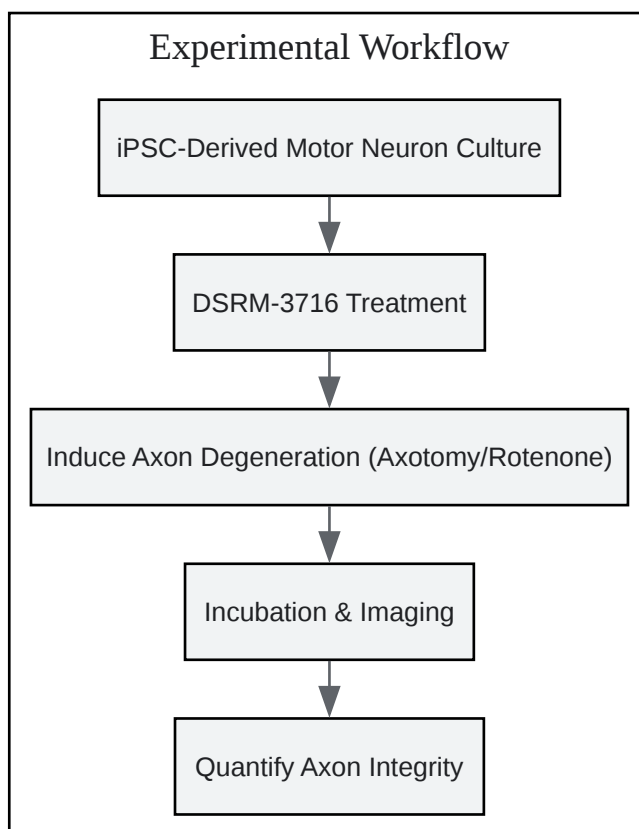 Experimental Workflow
iPSC-Derived Motor Neuron Culture
DSRM-3716 Treatment
Induce Axon Degeneration (Axotomy/Rotenone)
Incubation & Imaging
Quantify Axon Integrity